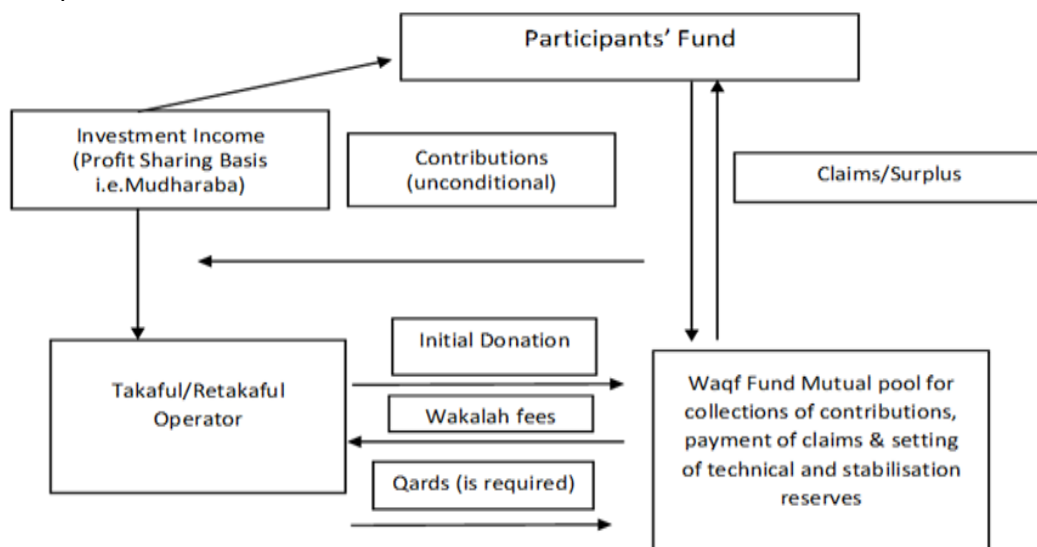 Participants' Fund
Investment Income
(Profit Sharing Basis
i.e.Mudharaba)
Contributions
(unconditional)
Claims/Surplus
Initial Donation
Takaful/Retakaful
Operator
Wakalah fees
Qards (is required)
Waqf Fund Mutual pool for
collections of contributions,
payment of claims & setting
of technical and stabilisation
reserves